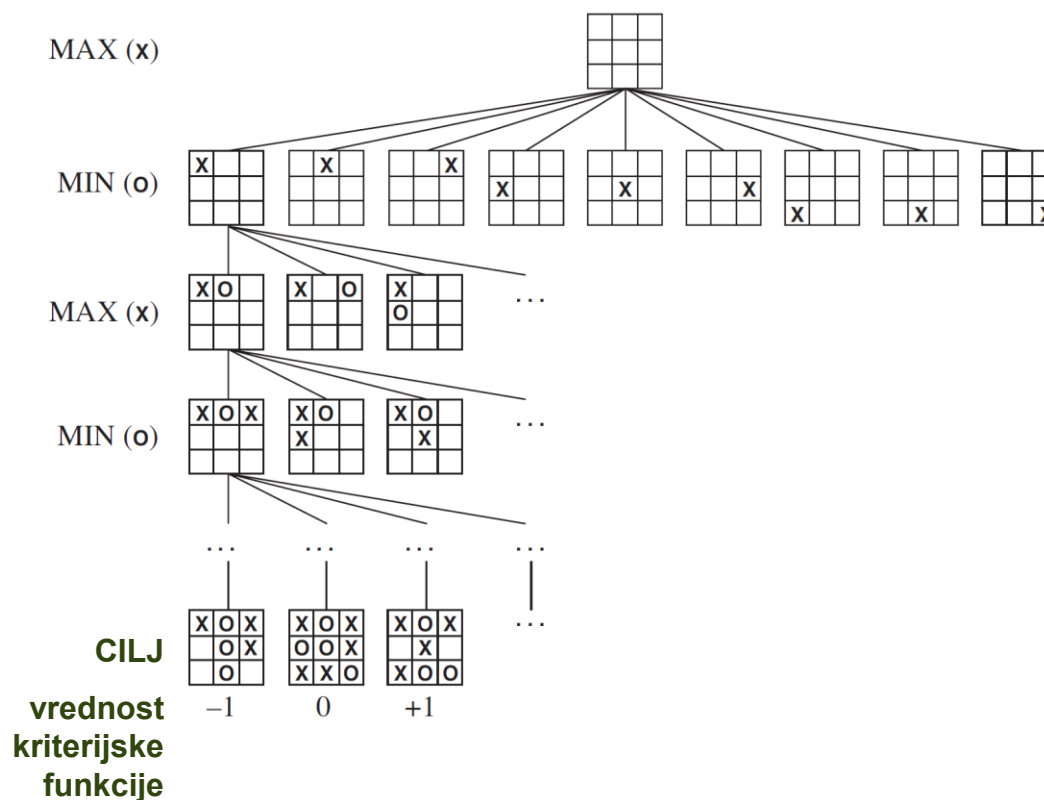 MAX (x)
MIN (o)
X X X X X X X X X
MAX (x)
X O X O X
O
...
MIN (o)
X O X X O X O
X X
...
... ... ... ...
X O X X O X X O X
O X O O X X
O X X O X O O
...
CILJ
–1 0 +1
vrednost
kriterijske
funkcije